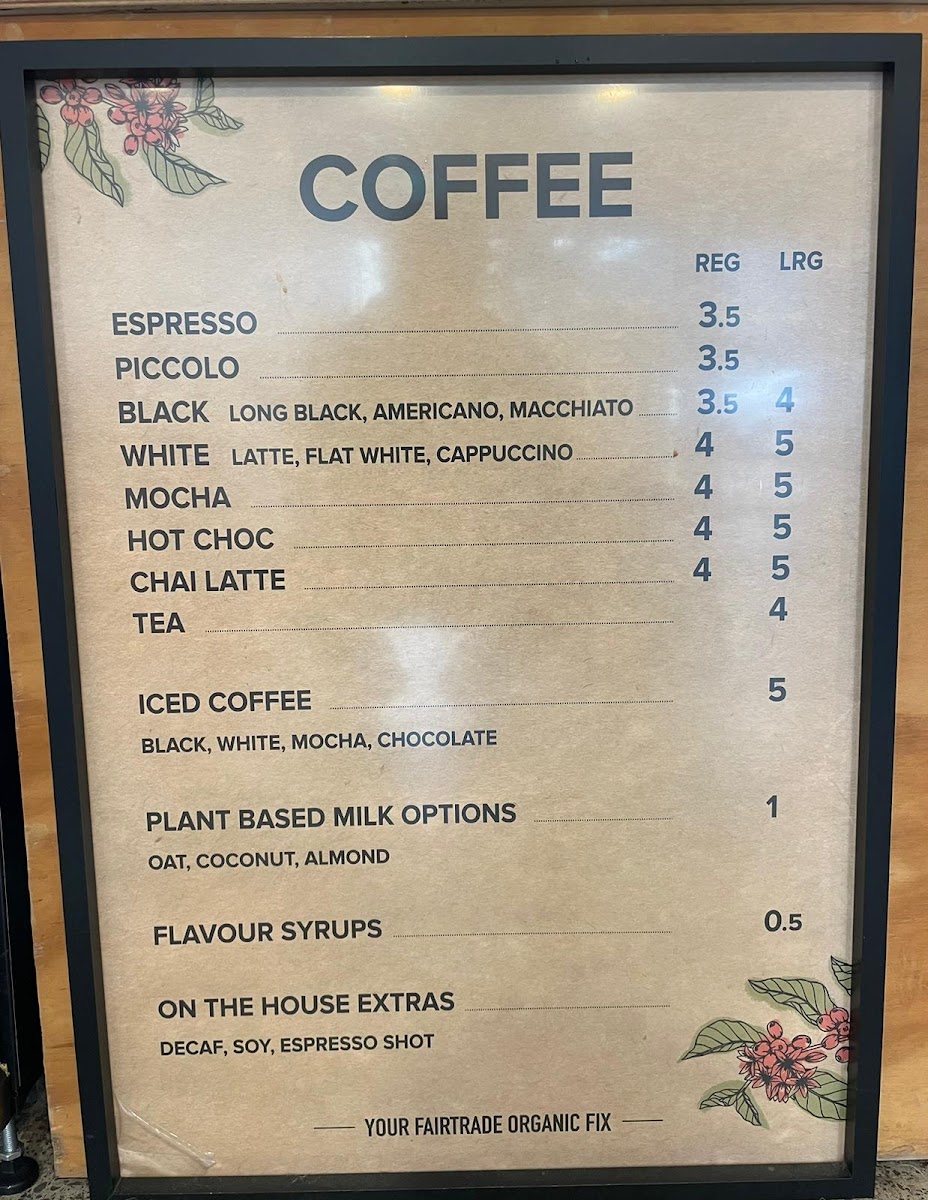 COFFEE
REG LRG
ESPRESSO 3.5
PICCOLO 3.5
BLACK LONG BLACK, AMERICANO, MACCHIATO 3.5 4
WHITE LATTE, FLAT WHITE, CAPPUCCINO 4 5
MOCHA 4 5
HOT CHOC 4 5
CHAI LATTE 4 5
TEA 4
ICED COFFEE 5
BLACK, WHITE, MOCHA, CHOCOLATE
PLANT BASED MILK OPTIONS 1
OAT, COCONUT, ALMOND
FLAVOUR SYRUPS 0.5
ON THE HOUSE EXTRAS
DECAF, SOY, ESPRESSO SHOT
YOUR FAIRTRADE ORGANIC FIX